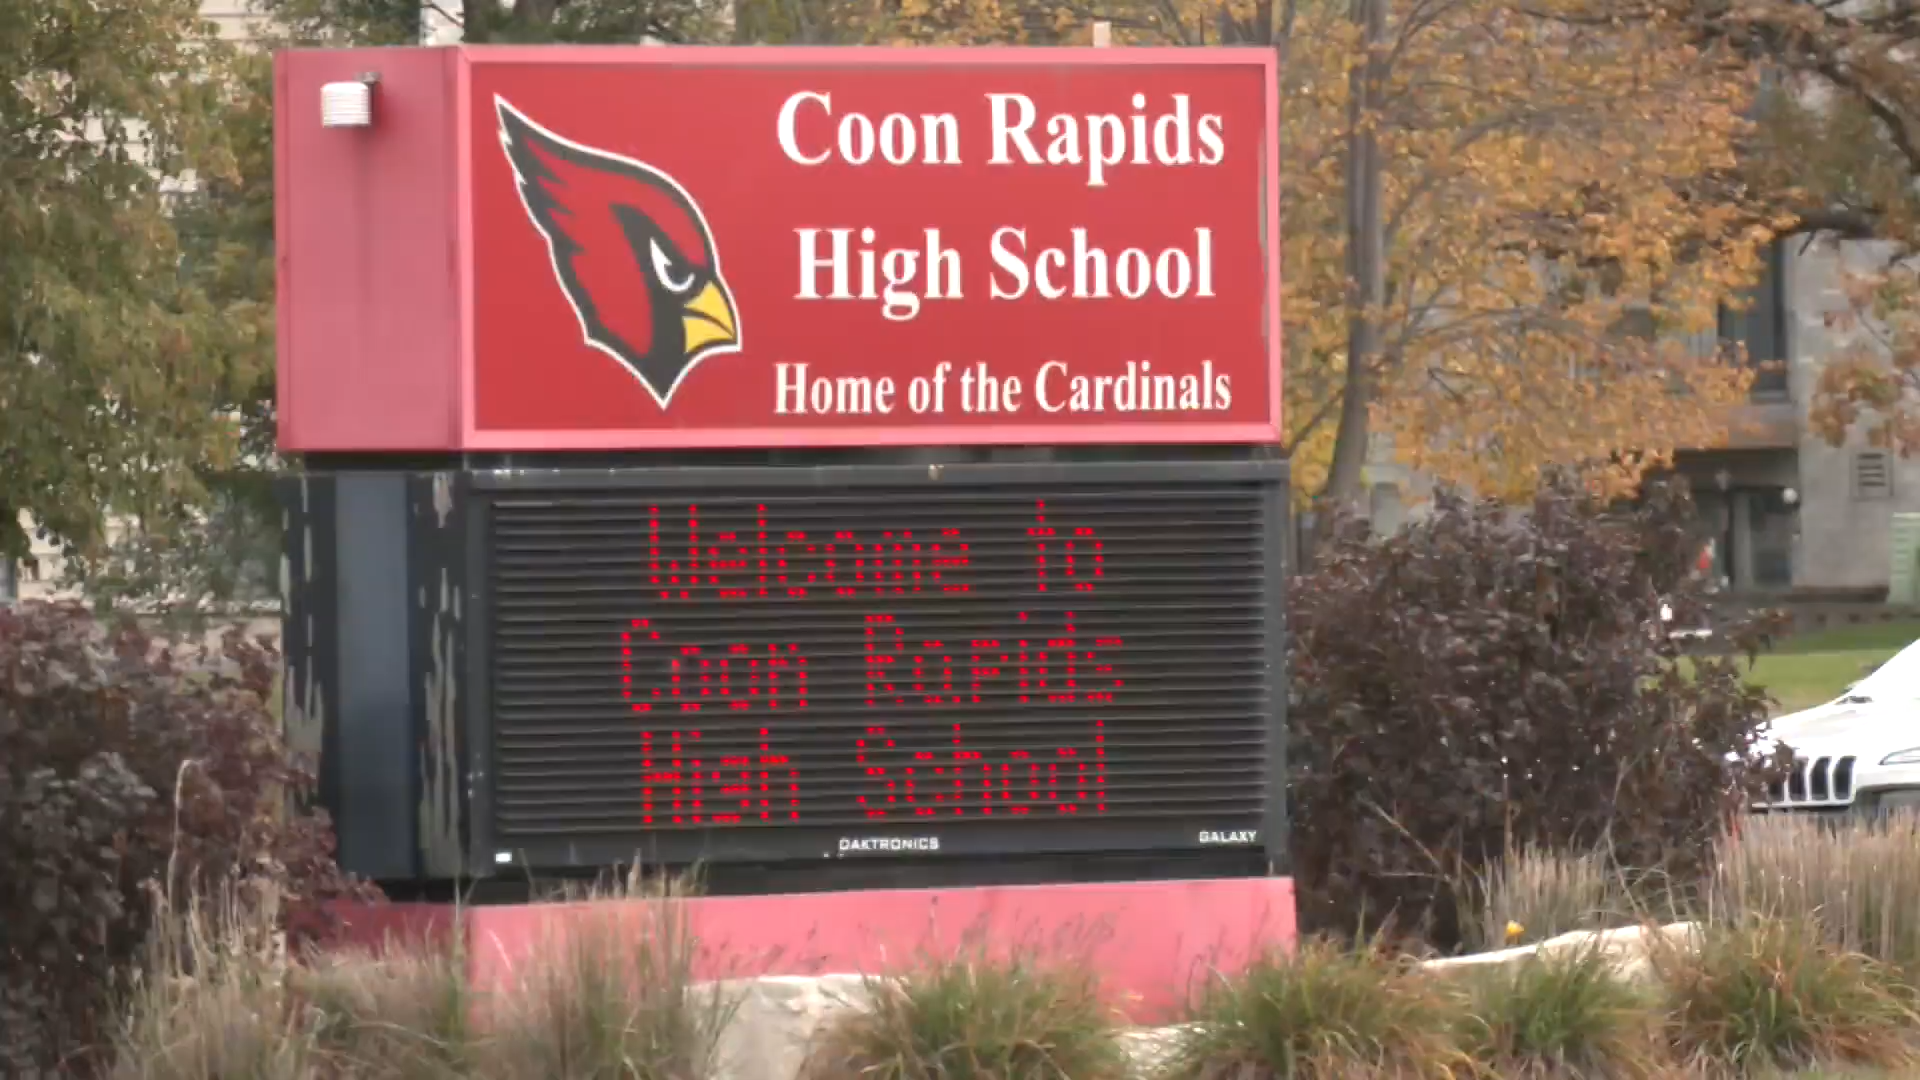 Coon Rapids
High School
Home of the Cardinals
Welcome to
Coon Rapids
High School
DAKTRONICS
GALAXY